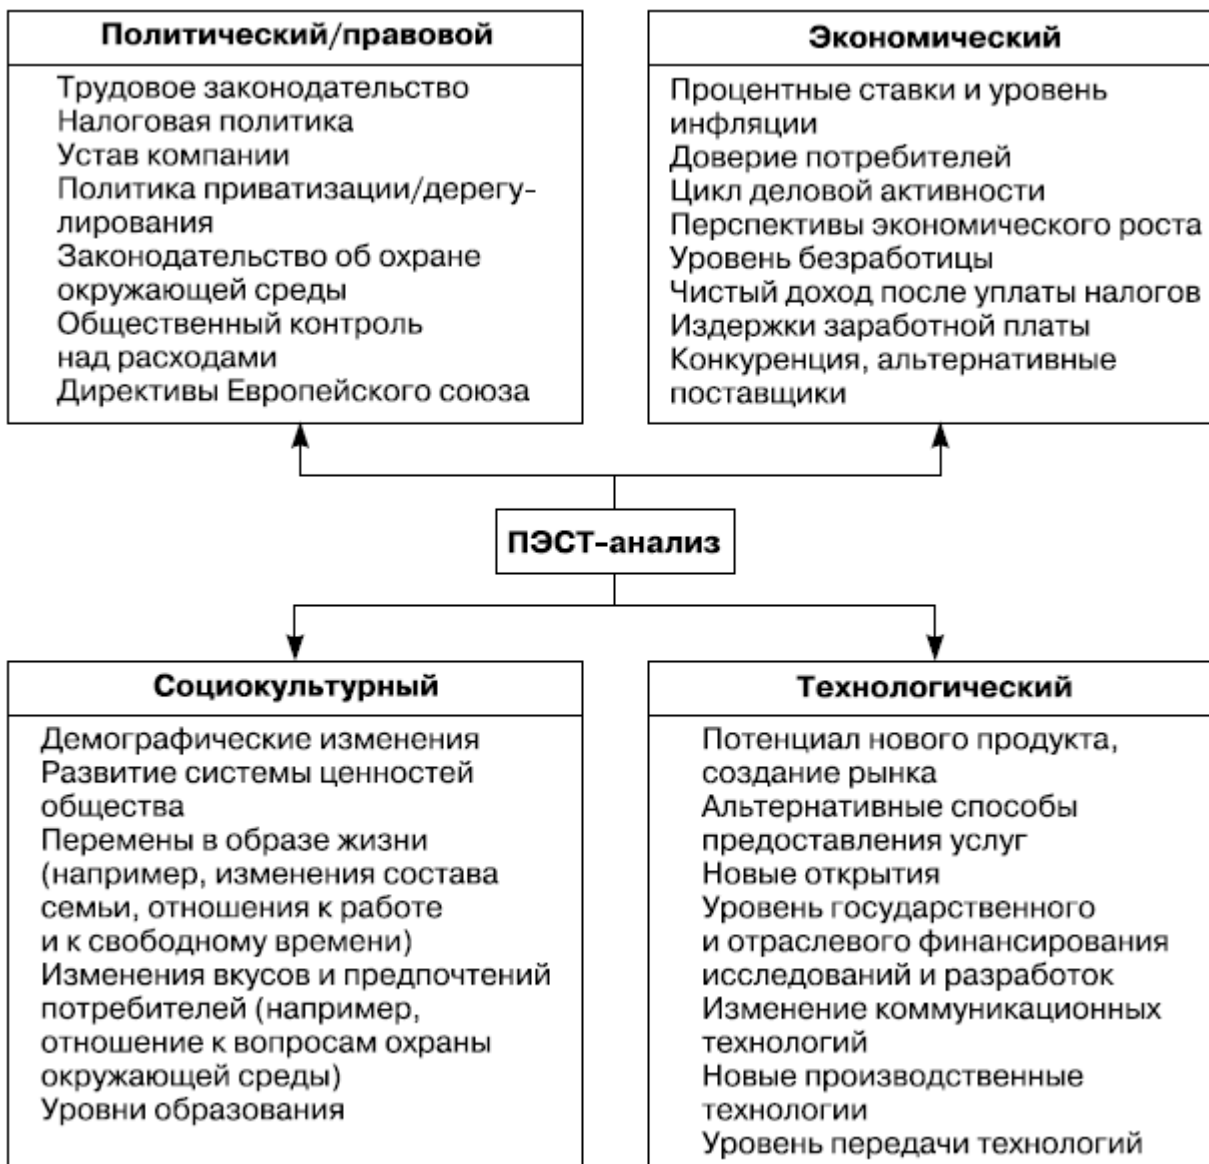 Политический/правовой
Трудовое законодательство
Налоговая политика
Устав компании
Политика приватизации/дерегу-
лирования
Законодательство об охране
окружающей среды
Общественный контроль
над расходами
Директивы Европейского союза
Экономический
Процентные ставки и уровень
инфляции
Доверие потребителей
Цикл деловой активности
Перспективы экономического роста
Уровень безработицы
Чистый доход после уплаты налогов
Издержки заработной платы
Конкуренция, альтернативные
поставщики
ПЭСТ-анализ
Социокультурный
Демографические изменения
Развитие системы ценностей
общества
Перемены в образе жизни
(например, изменения состава
семьи, отношения к работе
и к свободному времени)
Изменения вкусов и предпочтений
потребителей (например,
отношение к вопросам охраны
окружающей среды)
Уровни образования
Технологический
Потенциал нового продукта,
создание рынка
Альтернативные способы
предоставления услуг
Новые открытия
Уровень государственного
и отраслевого финансирования
исследований и разработок
Изменение коммуникационных
технологий
Новые производственные
технологии
Уровень передачи технологий